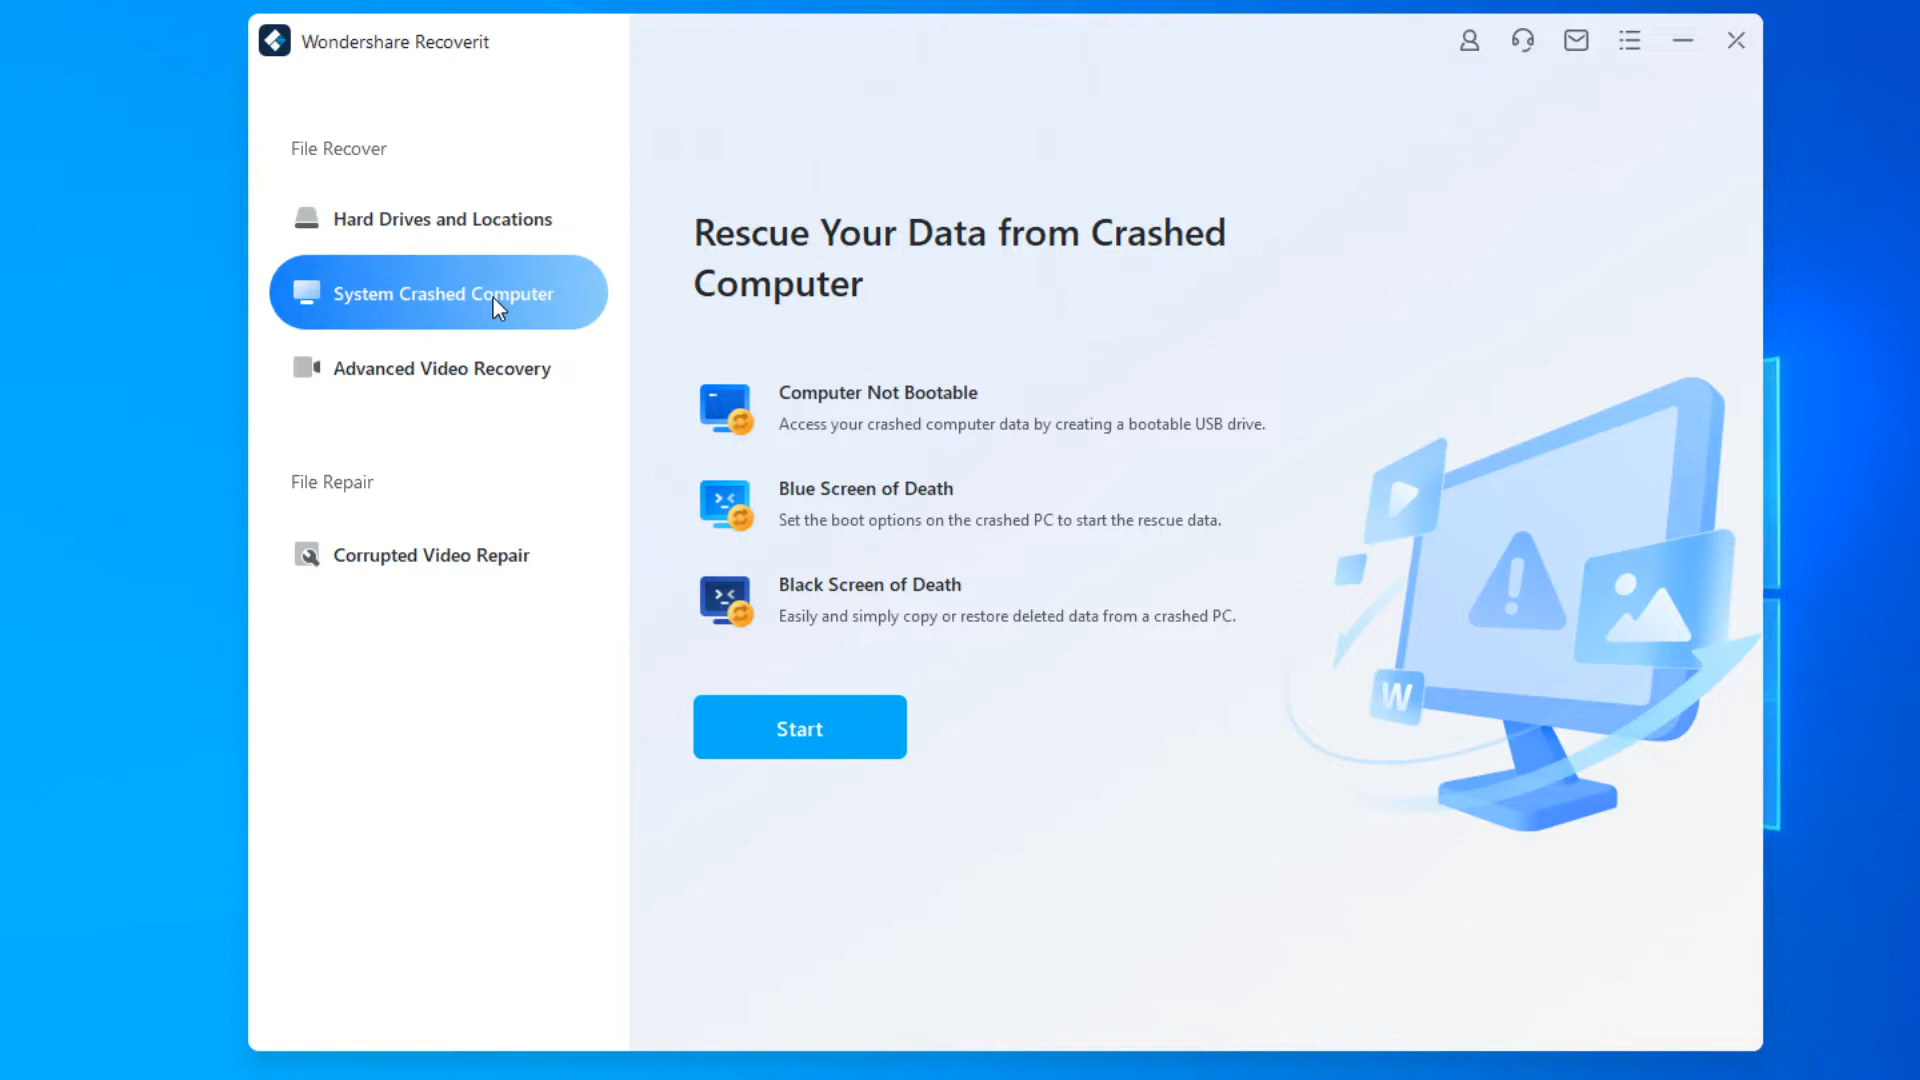 Wondershare Recoverit
File Recover
Hard Drives and Locations
System Crashed Computer
Advanced Video Recovery
File Repair
Corrupted Video Repair
Rescue Your Data from Crashed
Computer
Computer Not Bootable
Access your crashed computer data by creating a bootable USB drive.
Blue Screen of Death
Set the boot options on the crashed PC to start the rescue data.
Black Screen of Death
Easily and simply copy or restore deleted data from a crashed PC.
Start
W